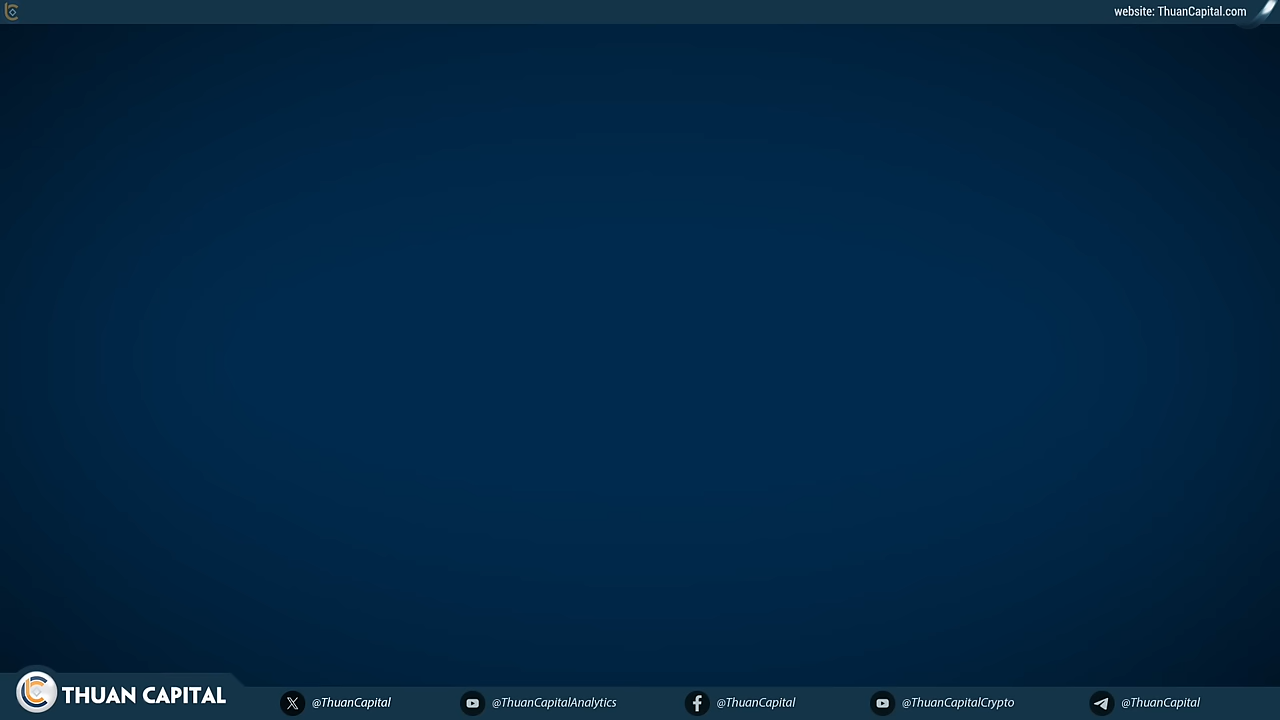 website: ThuanCapital.com
THUAN CAPITAL
@ThuanCapital
@ThuanCapitalAnalytics
@ThuanCapital
@ThuanCapitalCrypto
@ThuanCapital